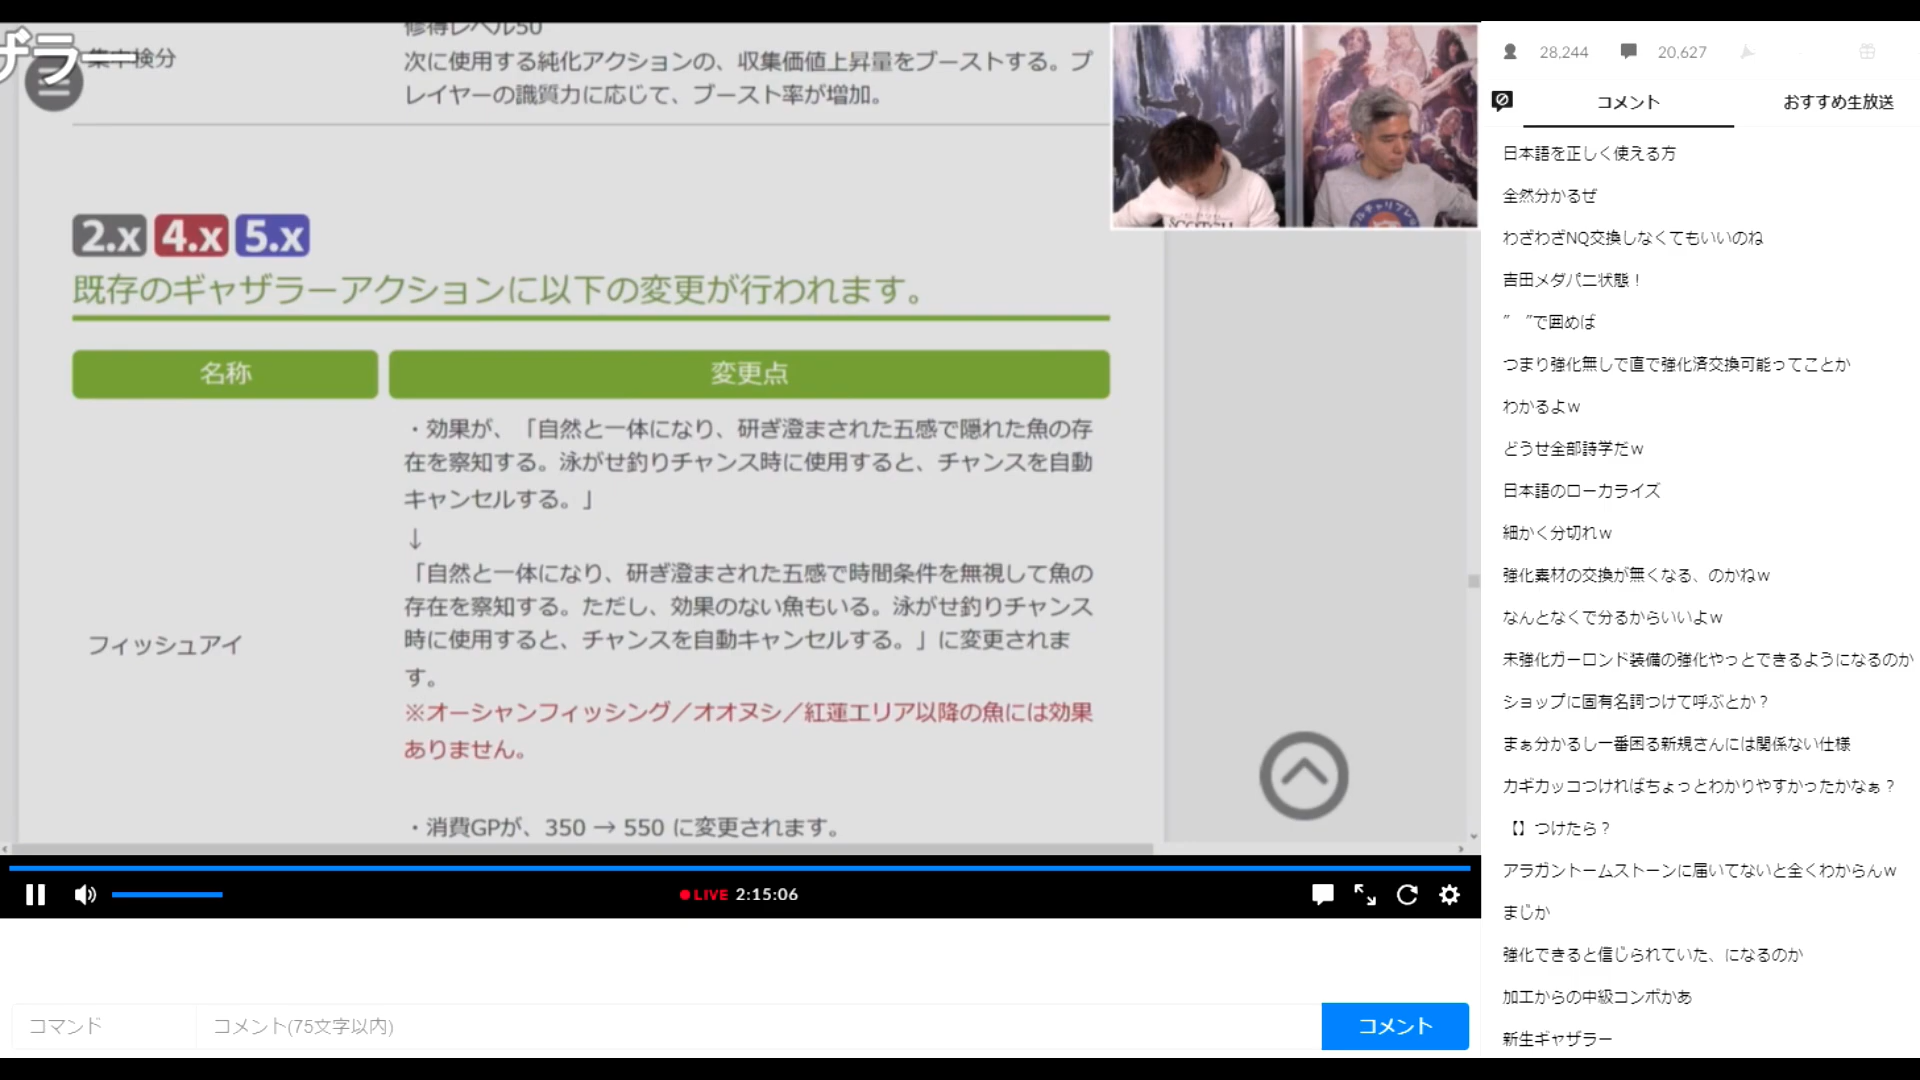 ザラー
集中検分
修得レベル50
次に使用する純化アクションの、収集価値上昇量をブーストする。プ
レイヤーの識質力に応じて、ブースト率が増加。
2.x 4.x 5.x
既存のギャザラーアクションに以下の変更が行われます。
名称
変更点
フィッシュアイ
・効果が、「自然と一体になり、研ぎ澄まされた五感で隠れた魚の存
在を察知する。泳がせ釣りチャンス時に使用すると、チャンスを自動
キャンセルする。」
↓
「自然と一体になり、研ぎ澄まされた五感で時間条件を無視して魚の
存在を察知する。ただし、効果のない魚もいる。泳がせ釣りチャンス
時に使用すると、チャンスを自動キャンセルする。」に変更されま
す。
※オーシャンフィッシング／オオヌシ／紅蓮エリア以降の魚には効果
ありません。
・消費GPが、350 → 550 に変更されます。
LIVE 2:15:06
コマンド
コメント(75文字以内)
コメント
28,244
20,627
コメント
おすすめ生放送
日本語を正しく使える方
全然分かるぜ
わざわざNQ交換しなくてもいいのね
吉田メダパニ状態！
″　″で囲めば
つまり強化無しで直で強化済交換可能ってことか
わかるよw
どうせ全部詩学だｗ
日本語のローカライズ
細かく分切れｗ
強化素材の交換が無くなる、のかねｗ
なんとなくで分るからいいよｗ
未強化ガーロンド装備の強化やっとできるようになるのか
ショップに固有名詞つけて呼ぶとか？
まぁ分かるし一番困る新規さんには関係ない仕様
カギカッコつければちょっとわかりやすかったかなぁ？
【】つけたら？
アラガントームストーンに届いてないと全くわからんw
まじか
強化できると信じられていた、になるのか
加工からの中級コンボかあ
新生ギャザラー